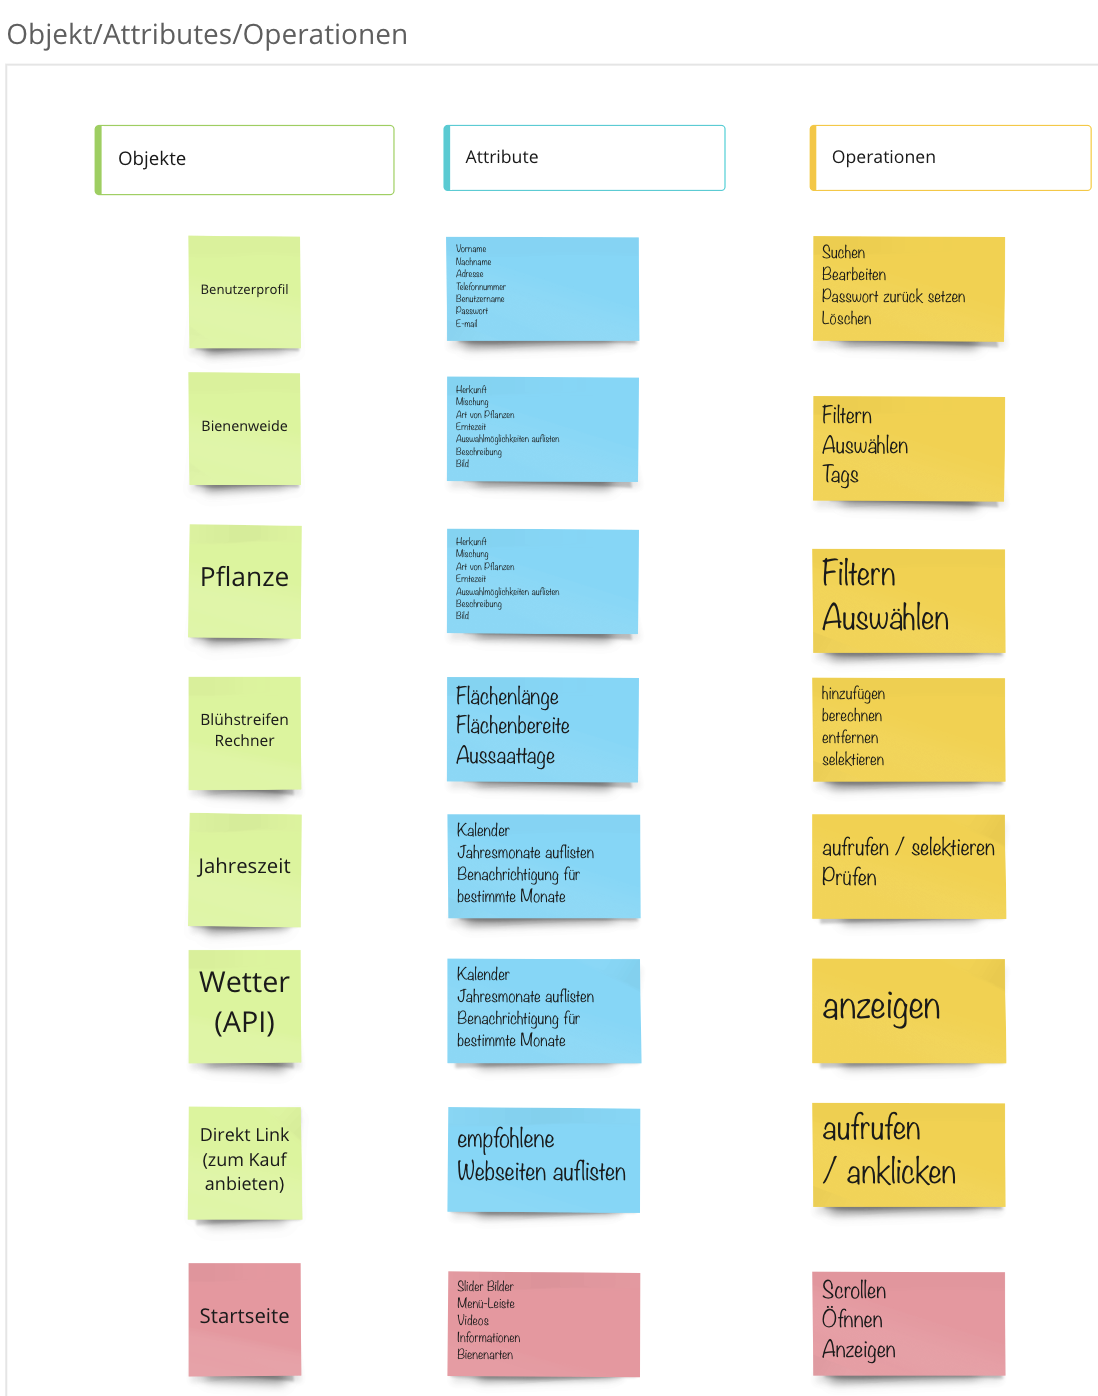 Objekt/Attributes/Operationen
Objekte
Attribute
Operationen
Benutzerprofil
Vorname
Nachname
Adresse
Telefonnummer
Benutzername
Passwort
E-mail
Suchen
Bearbeiten
Passwort zurück setzen
Löschen
Bienenweide
Herkunft
Mischung
Art von Pflanzen
Erntezeit
Auswahlmöglichkeiten auflisten
Beschreibung
Bild
Filtern
Auswählen
Tags
Pflanze
Herkunft
Mischung
Art von Pflanzen
Erntezeit
Auswahlmöglichkeiten auflisten
Beschreibung
Bild
Filtern
Auswählen
Blühstreifen
Rechner
Flächenlänge
Flächenbereite
Aussaattage
hinzufügen
berechnen
entfernen
selektieren
Jahreszeit
Kalender
Jahresmonate auflisten
Benachrichtigung für
bestimmte Monate
aufrufen / selektieren
Prüfen
Wetter
(API)
Kalender
Jahresmonate auflisten
Benachrichtigung für
bestimmte Monate
anzeigen
Direkt Link
(zum Kauf
anbieten)
empfohlene
Webseiten auflisten
aufrufen
/ anklicken
Startseite
Slider Bilder
Menü-Leiste
Videos
Informationen
Bienenarten
Scrollen
Öfnnen
Anzeigen